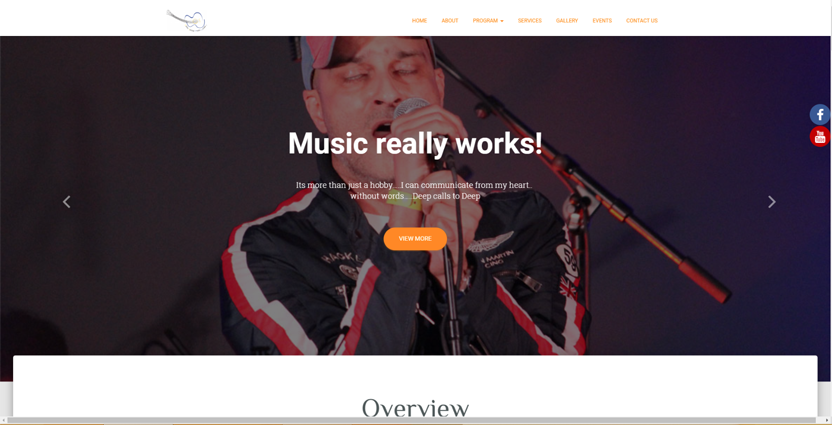 HOME ABOUT PROGRAM SERVICES GALLERY EVENTS CONTACT US
You
Tube
Music really works!
Its more than just a hobby....I can communicate from my heart..
without words.... Deep calls to Deep
VIEW MORE
MARTIN
Overview